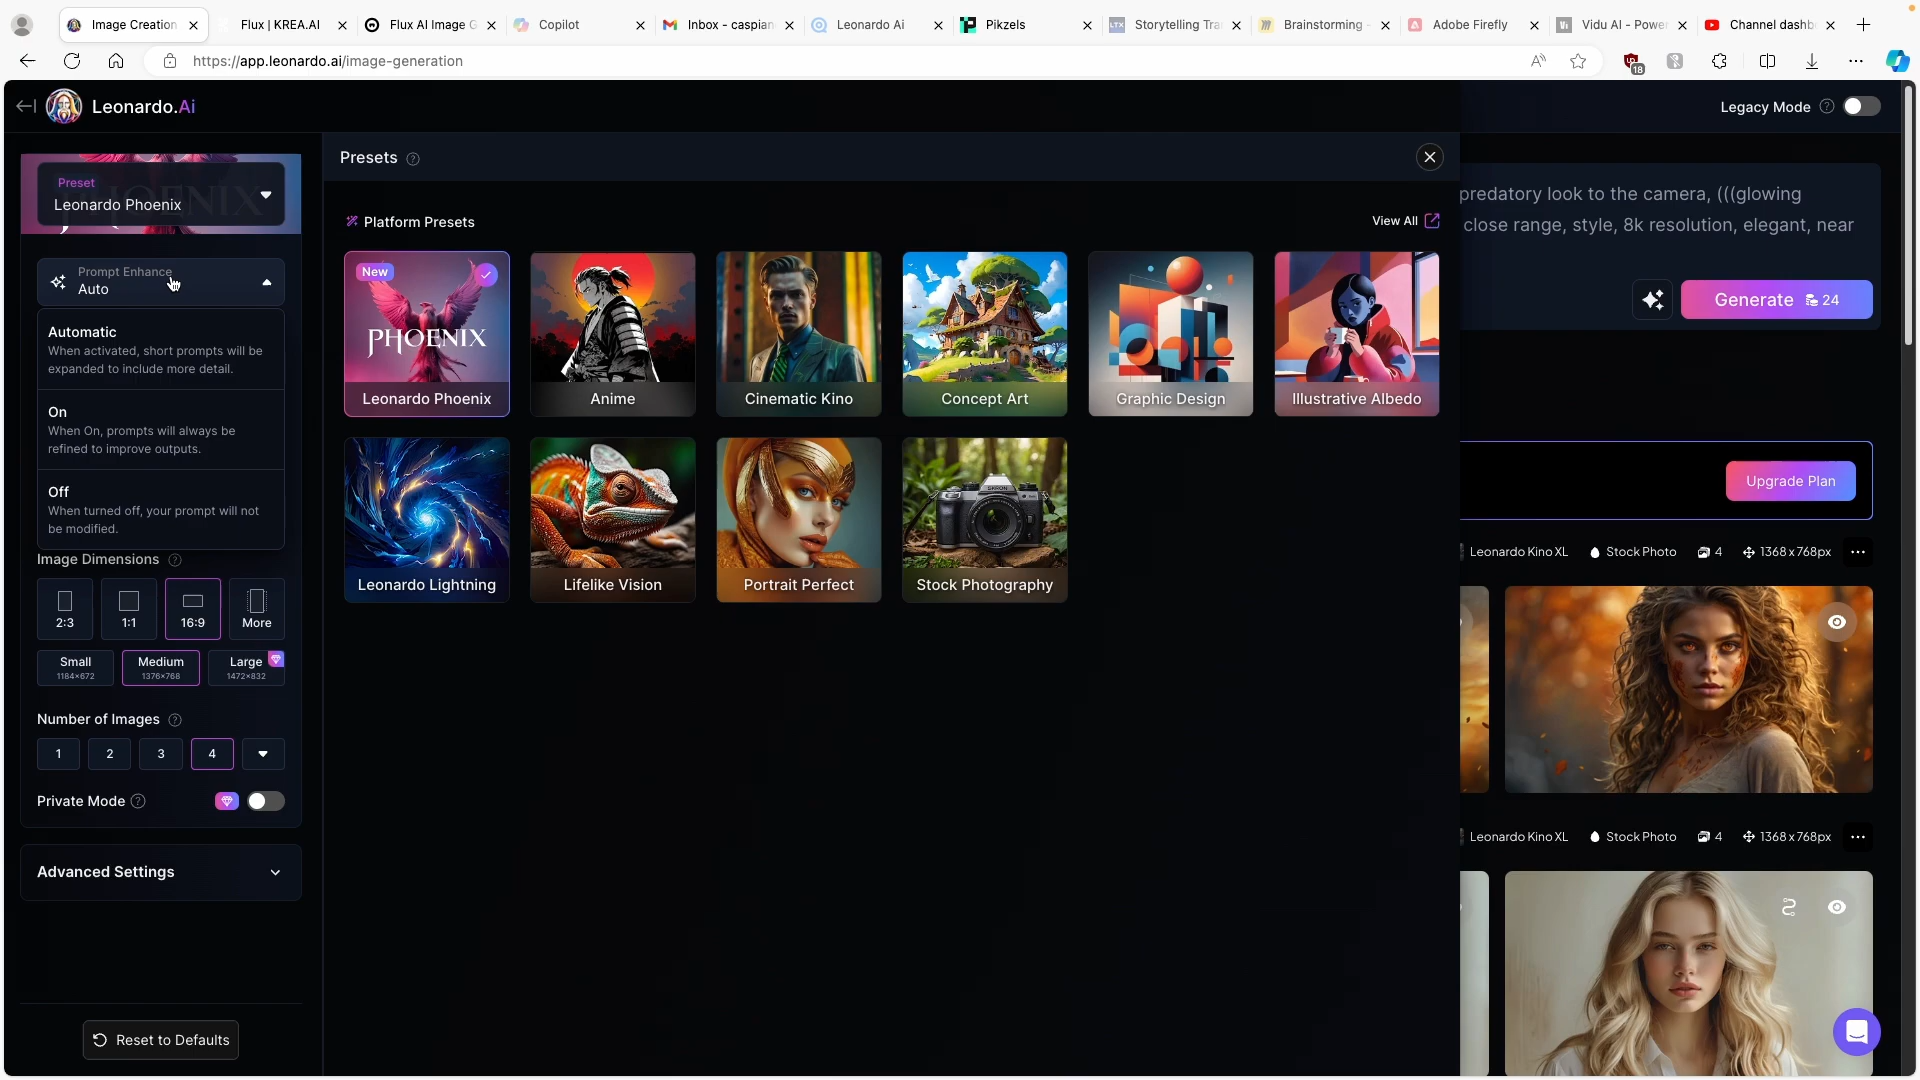 Image Creation
Flux | KREA.AI
Flux AI Image G
Copilot
Inbox - caspian
Leonardo Ai
Pikzels
LTX
Storytelling Tra
Brainstorming -
Adobe Firefly
Vidu AI - Power
Channel dashb
https://app.leonardo.ai/image-generation
18
Leonardo.Ai
Legacy Mode
Preset
Leonardo Phoenix
Presets
predatory look to the camera, (((glowing
close range, style, 8k resolution, elegant, near
Platform Presets
View All
Prompt Enhance
Auto
Generate 24
Automatic
When activated, short prompts will be
expanded to include more detail.
On
When On, prompts will always be
refined to improve outputs.
Off
When turned off, your prompt will not
be modified.
New
PHOENIX
Leonardo Phoenix
Anime
Cinematic Kino
Concept Art
Graphic Design
Illustrative Albedo
Leonardo Lightning
Lifelike Vision
Portrait Perfect
Stock Photography
Upgrade Plan
Image Dimensions
2:3
1:1
16:9
More
Small
1184×672
Medium
1376×768
Large
1472×832
Number of Images
1
2
3
4
Private Mode
Advanced Settings
Reset to Defaults
Leonardo Kino XL
Stock Photo
4
1368 x 768px
Leonardo Kino XL
Stock Photo
4
1368 x 768px